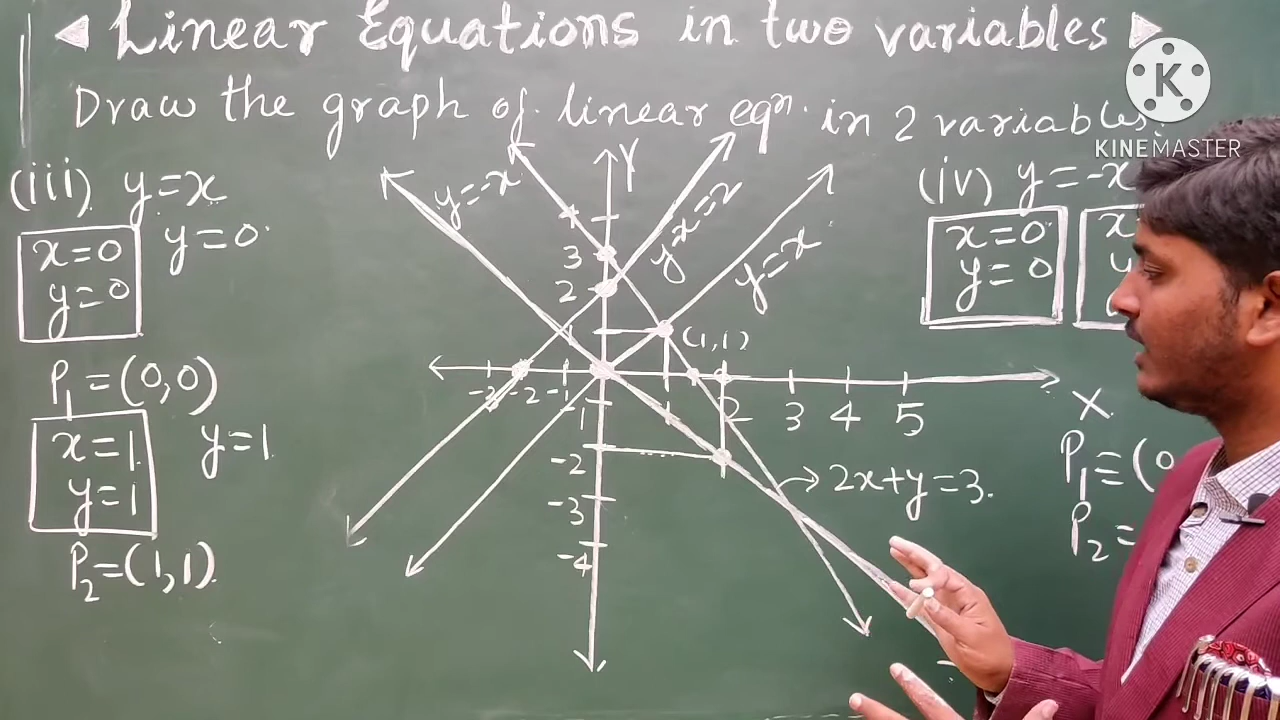 Linear Equations in two variables
Draw the graph of linear eqn. in 2 variables.
K
KINEMASTER
(iii) y=x
x=0
y=0
y=0
P1=(0,0)
x=1
y=1
y=1
P2=(1,1)
y=-x
Y
y=x
(1,1)
3
2
-2 -1
2 3 4 5
-1
-2
-3
-4
X
2x+y=3.
(iv) y=-x
x=0
y=0
P1=(0
P2=